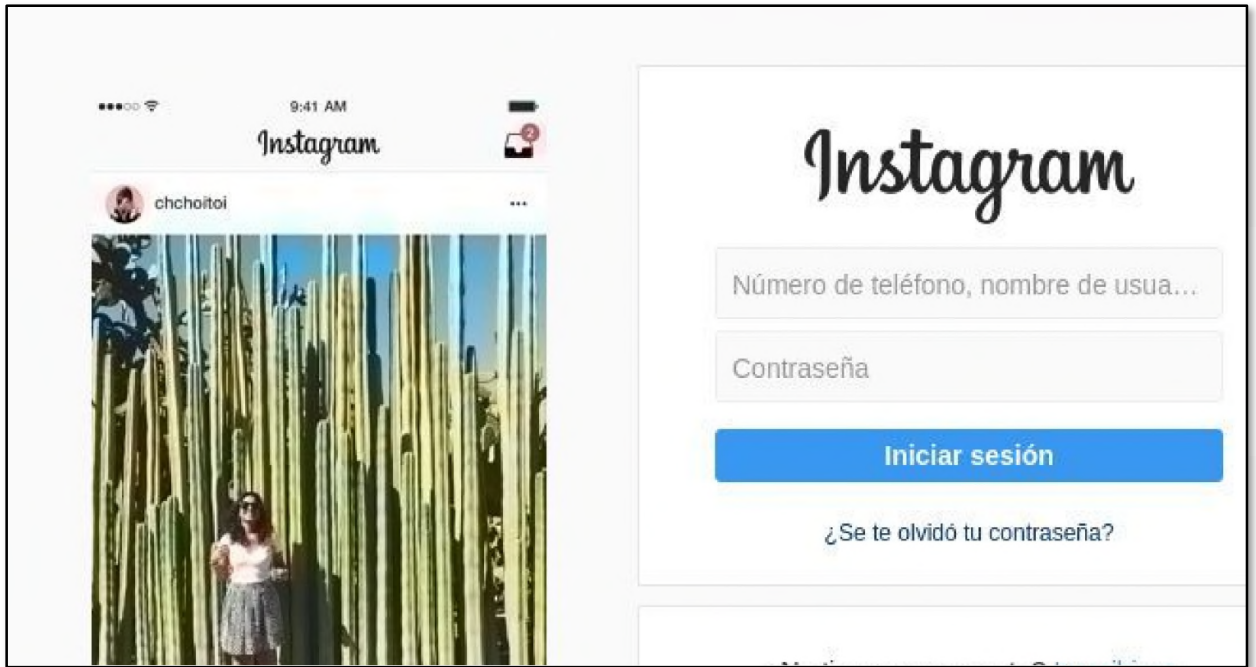 9:41 AM
Instagram
2
chchoitoi
Instagram
Número de teléfono, nombre de usua…
Contraseña
Iniciar sesión
¿Se te olvidó tu contraseña?